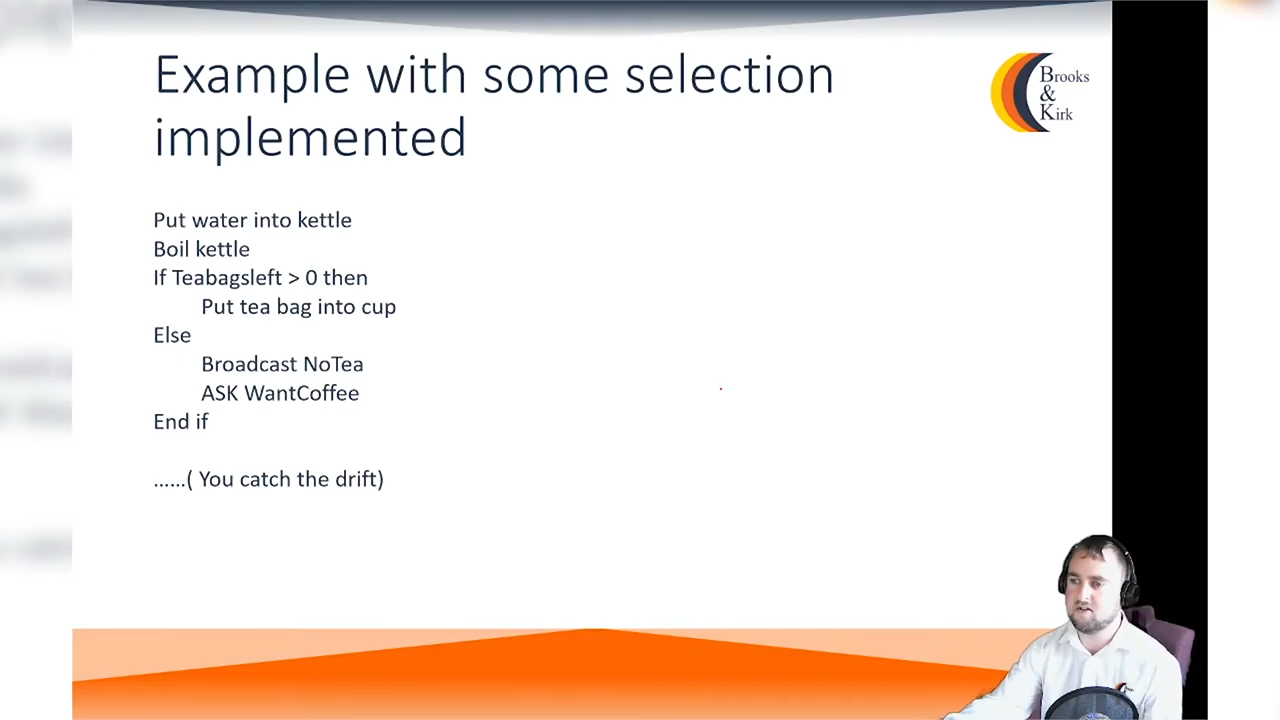 Example with some selection
implemented
Brooks
&
Kirk
Put water into kettle
Boil kettle
If Teabagsleft > 0 then
Put tea bag into cup
Else
Broadcast NoTea
ASK WantCoffee
End if
......( You catch the drift)